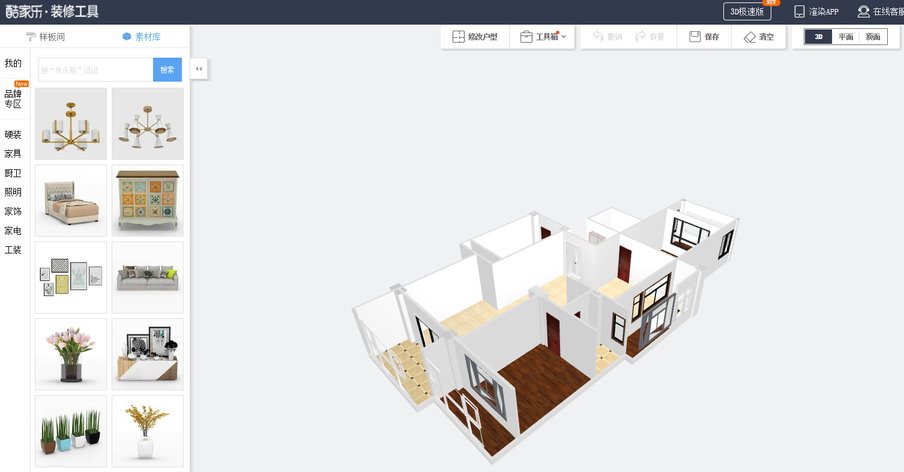 酷家乐·装修工具
3D极速版
渲染APP
在线客服
样板间
素材库
修改户型
工具箱
撤销
恢复
保存
清空
3D
平面
顶面
我的
搜索
New
品牌
专区
硬装
家具
厨卫
照明
家饰
家电
工装